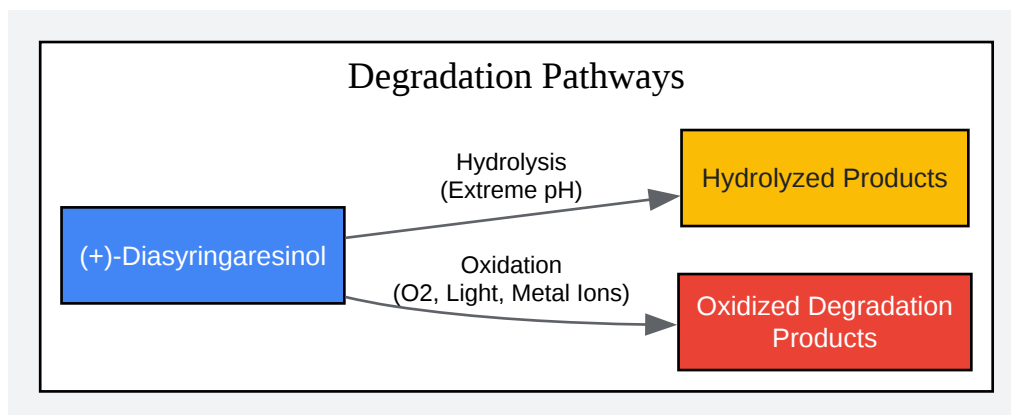 Degradation Pathways
Hydrolysis
(Extreme pH)
Hydrolyzed Products
(+)-Diasyringaresinol
Oxidation
(O2, Light, Metal Ions)
Oxidized Degradation
Products